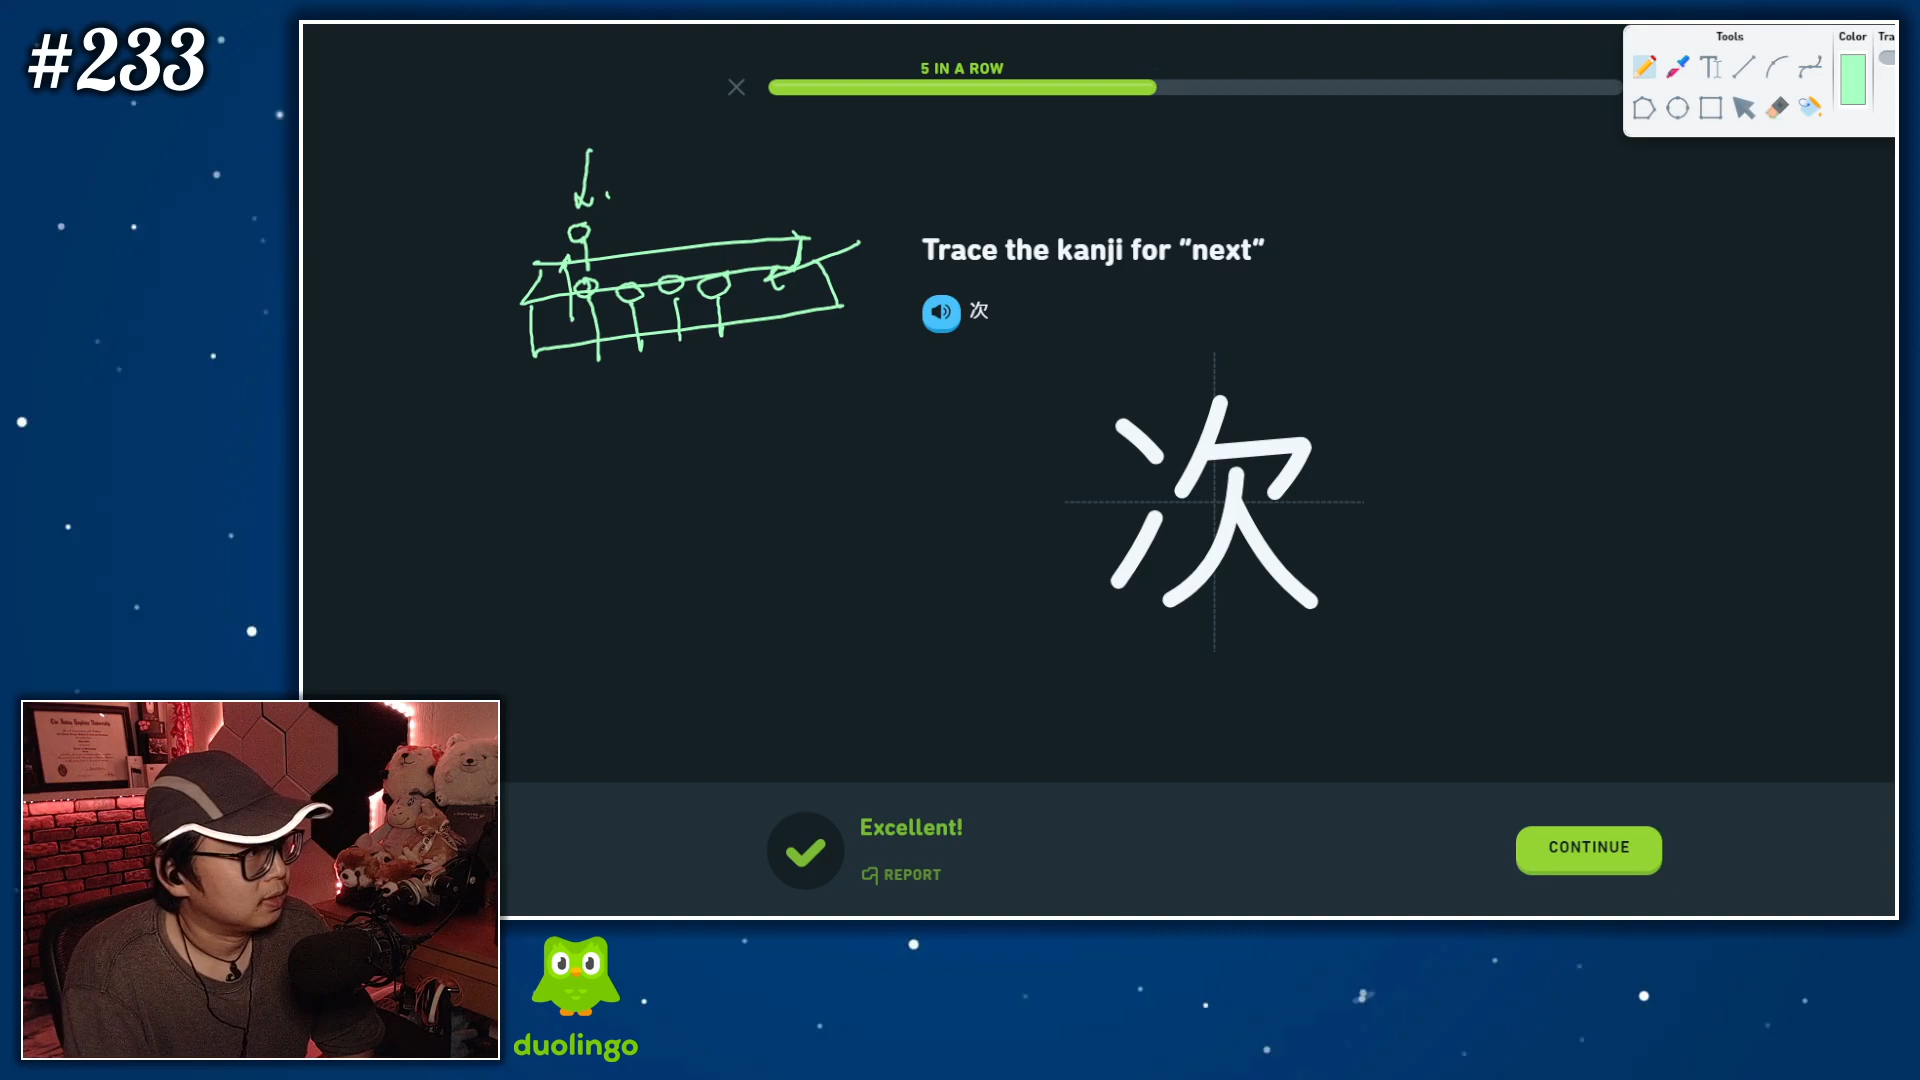 #233
5 IN A ROW
Tools
Color
Tra
Trace the kanji for "next"
次
次
Excellent!
REPORT
CONTINUE
duolingo